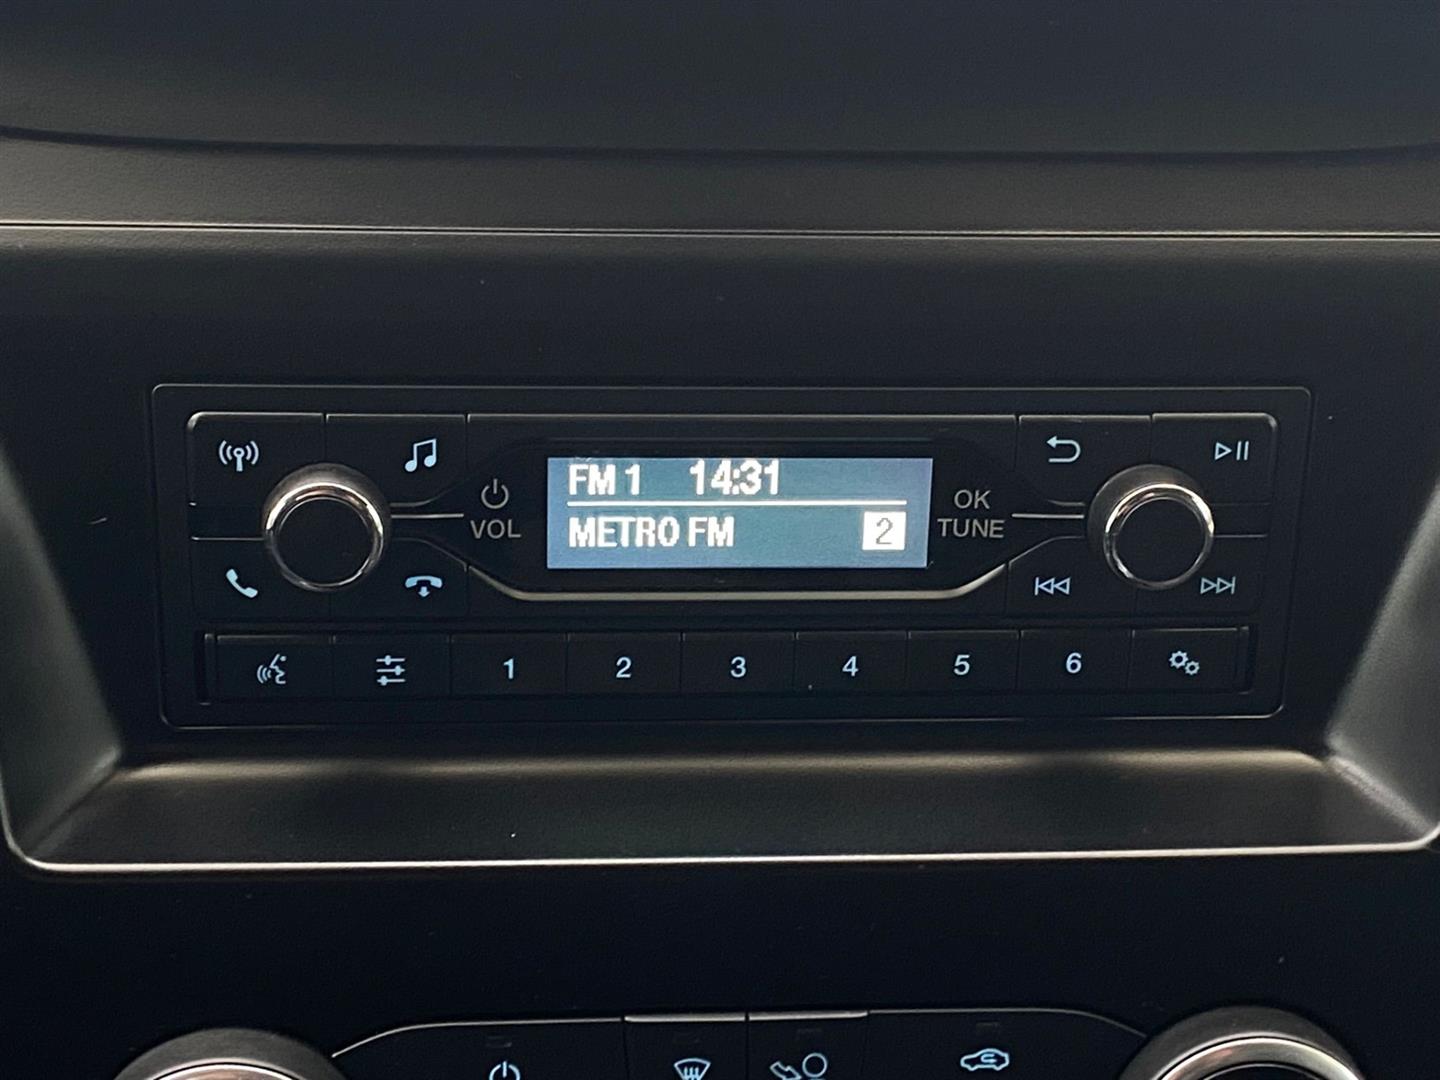 FM 1 14:31
METRO FM 2
VOL
OK
TUNE
1 2 3 4 5 6